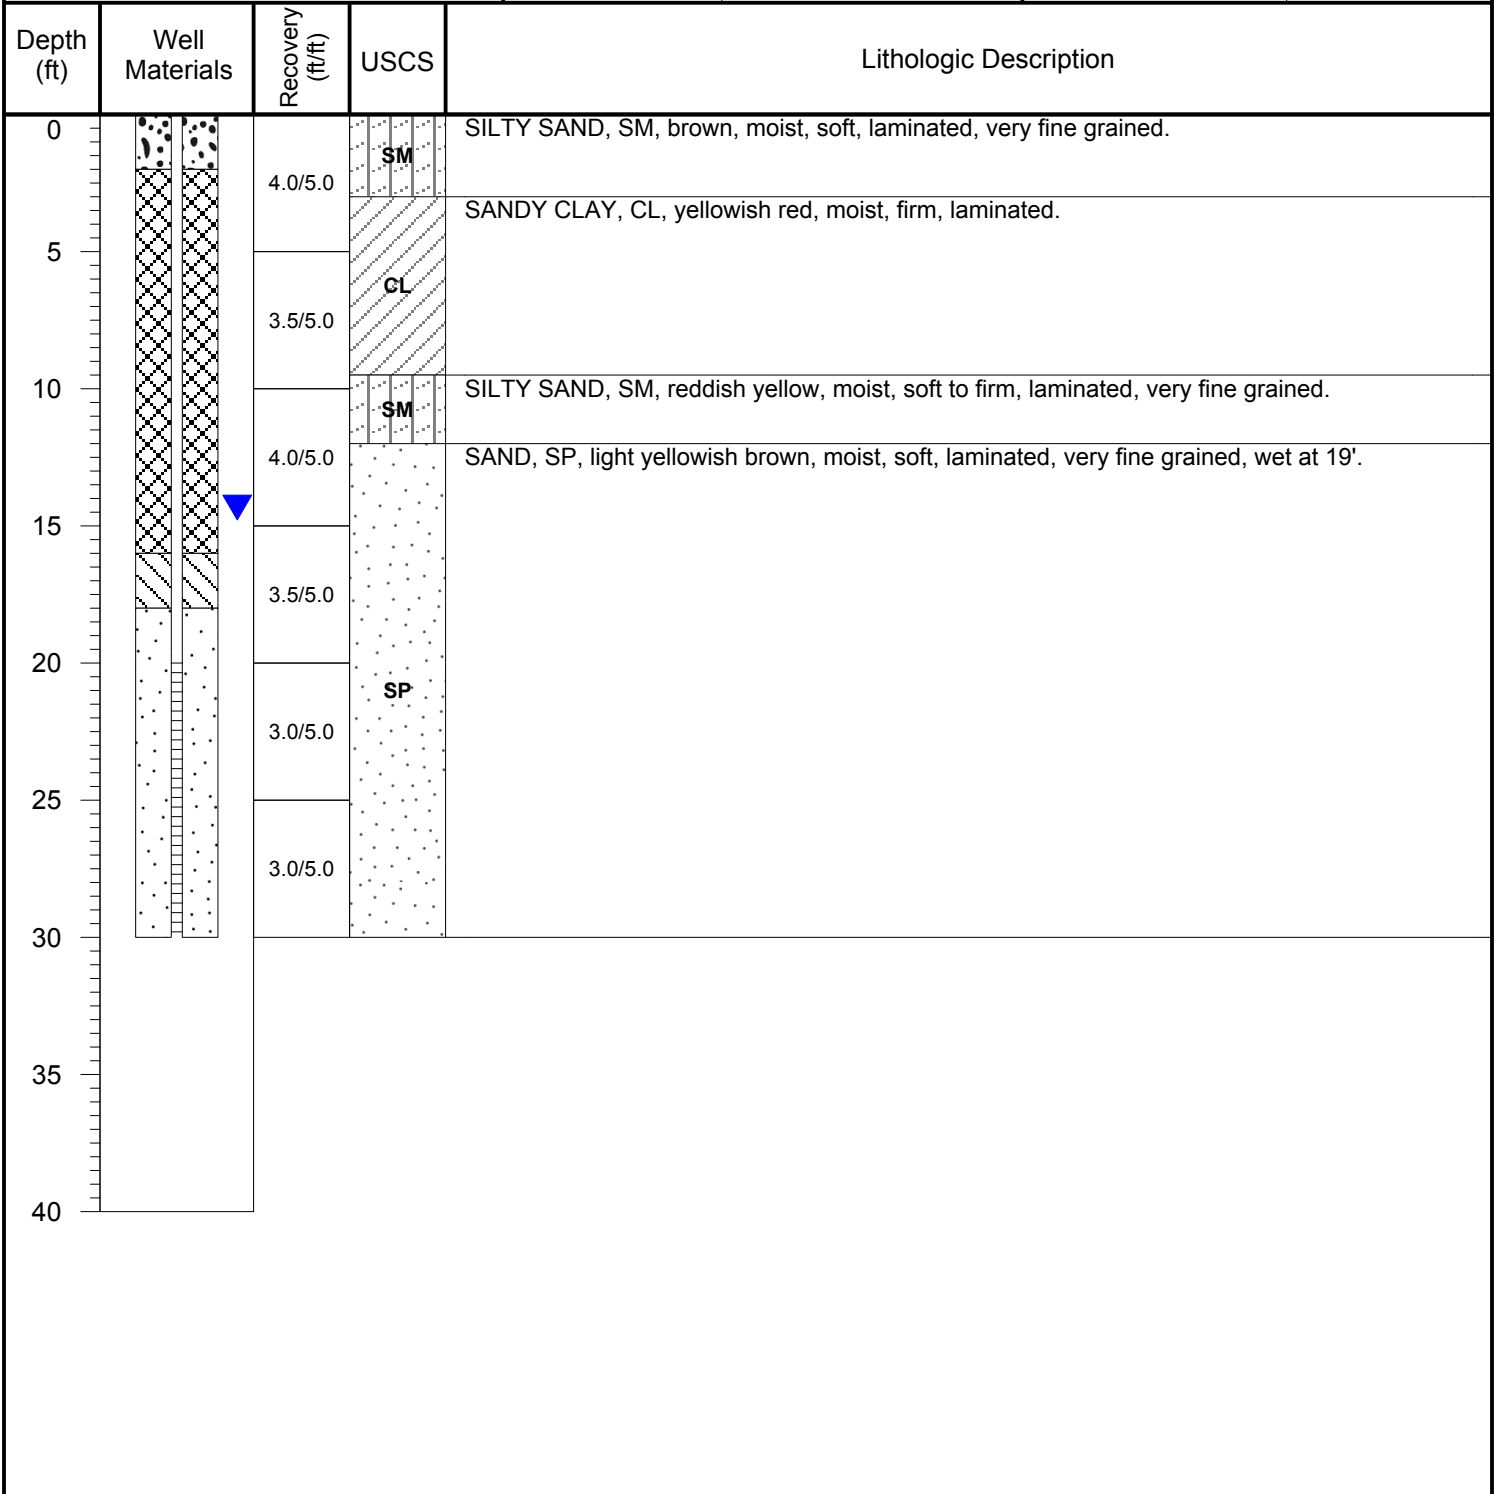 Depth
(ft)
Well
Materials
Recovery
(ft/ft)
USCS
Lithologic Description
0
SM
SILTY SAND, SM, brown, moist, soft, laminated, very fine grained.
4.0/5.0
SANDY CLAY, CL, yellowish red, moist, firm, laminated.
5
CL
3.5/5.0
10
SM
SILTY SAND, SM, reddish yellow, moist, soft to firm, laminated, very fine grained.
4.0/5.0
SAND, SP, light yellowish brown, moist, soft, laminated, very fine grained, wet at 19'.
15
3.5/5.0
20
SP
3.0/5.0
25
3.0/5.0
30
35
40